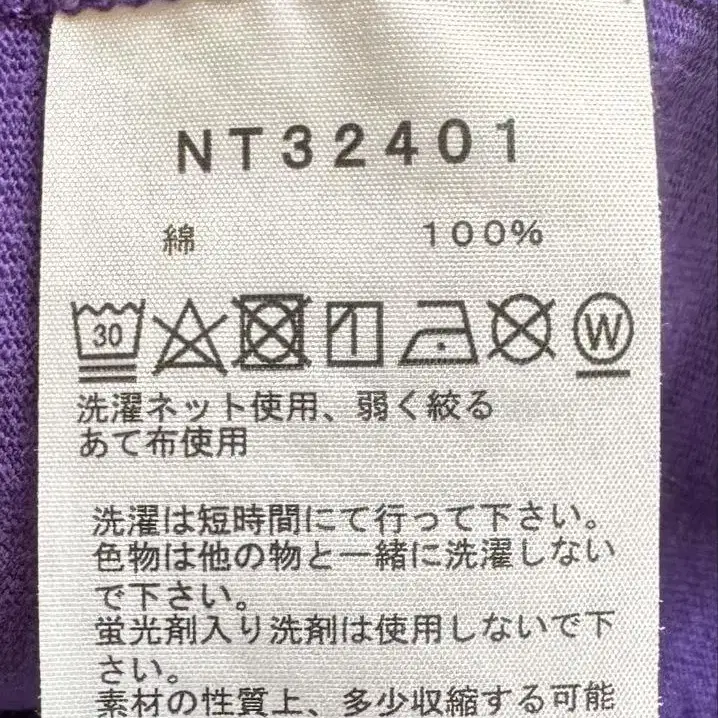 NT32401
綿 100%
30 W
洗濯ネット使用、弱く絞る
あて布使用
洗濯は短時間にて行って下さい。
色物は他の物と一緒に洗濯しない
で下さい。
蛍光剤入り洗剤は使用しないで下
さい。
素材の性質上、多少収縮する可能